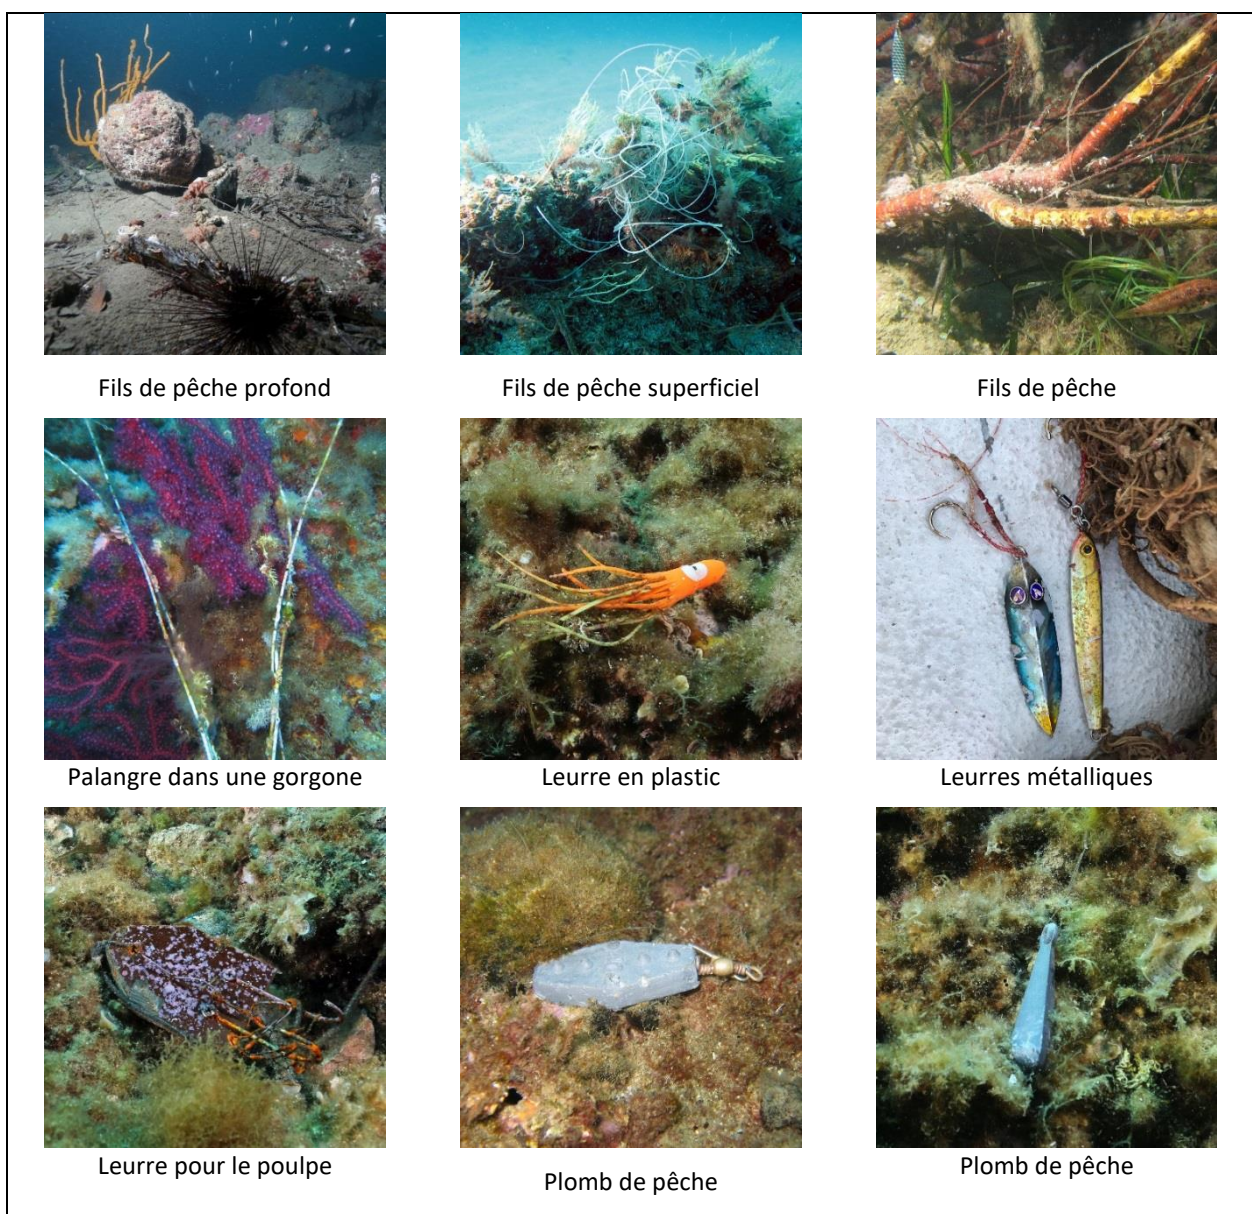 Fils de pêche profond
Fils de pêche superficiel
Fils de pêche
Palangre dans une gorgone
Leurre en plastic
Leurres métalliques
Leurre pour le poulpe
Plomb de pêche
Plomb de pêche